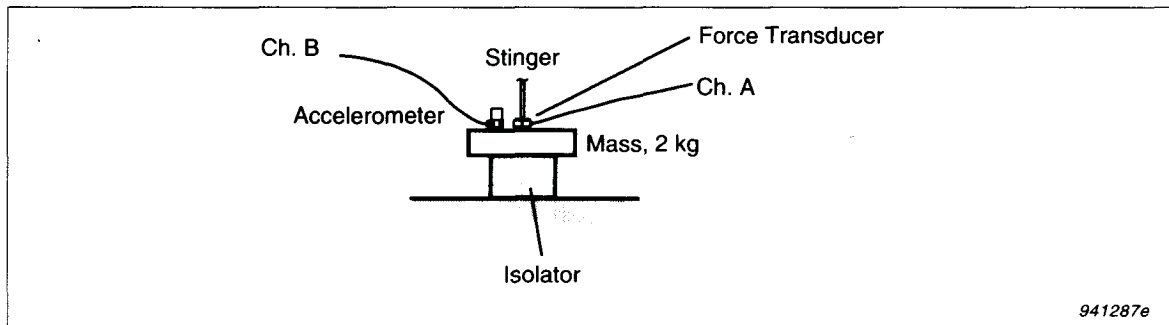 Ch. B
Stinger
Force Transducer
Ch. A
Accelerometer
Mass, 2 kg
Isolator
941287e